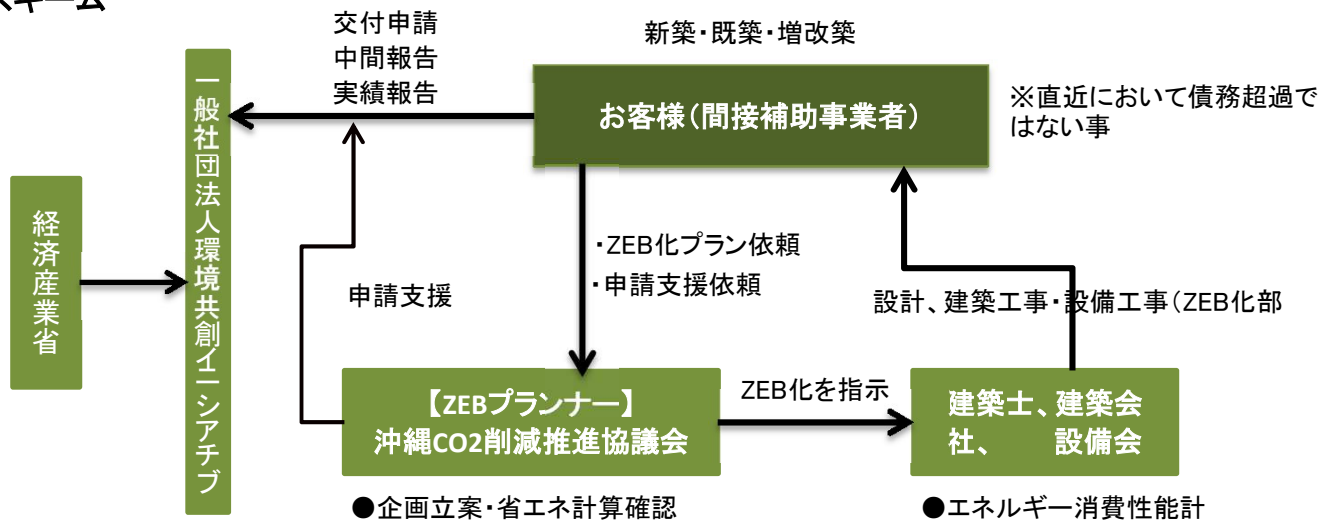 スキーム
交付申請
中間報告
実績報告
新築・既築・増改築
お客様（間接補助事業者）
※直近において債務超過で
はない事
一般社団法人環境共創イニーシアチブ
経済産業省
・ZEB化プラン依頼
・申請支援依頼
申請支援
設計、建築工事・設備工事（ZEB化部
【ZEBプランナー】
沖縄CO2削減推進協議会
ZEB化を指示
建築士、建築会
社、 設備会
●企画立案・省エネ計算確認
●エネルギー消費性能計